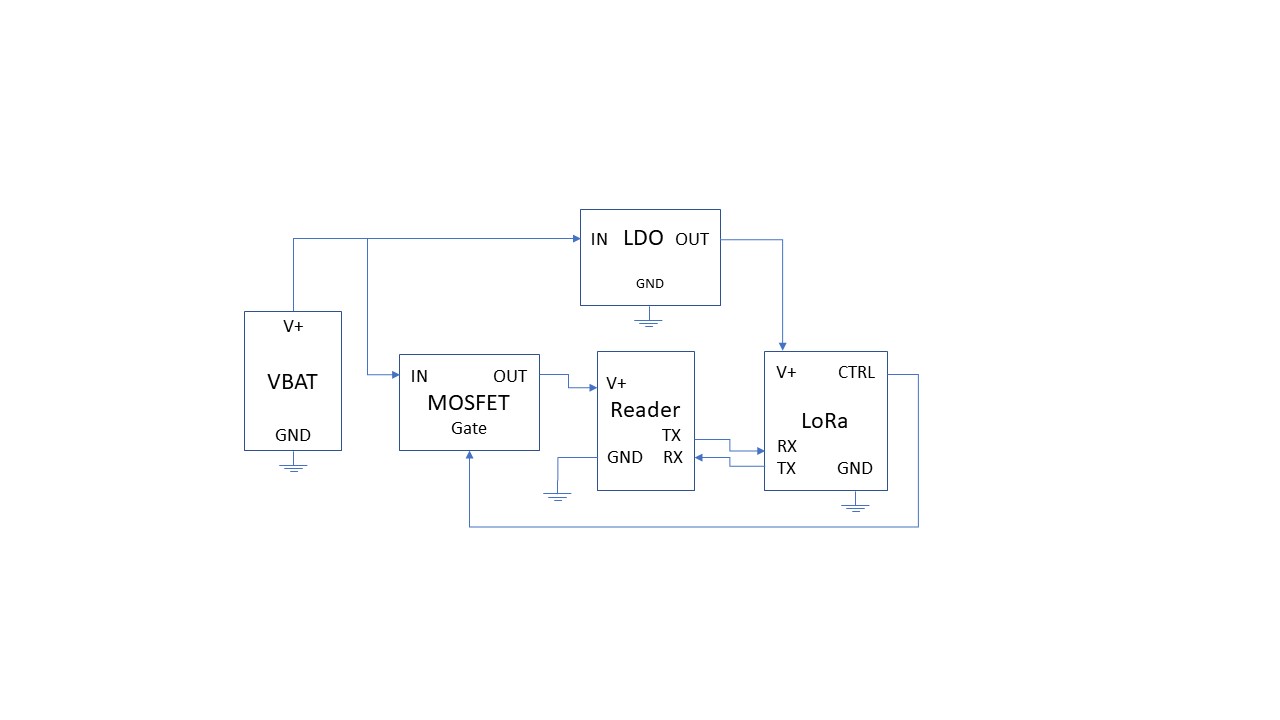 IN LDO OUT
GND
V+
VBAT
GND
IN OUT
MOSFET
Gate
V+
Reader
TX
GND RX
V+ CTRL
LoRa
RX
TX GND